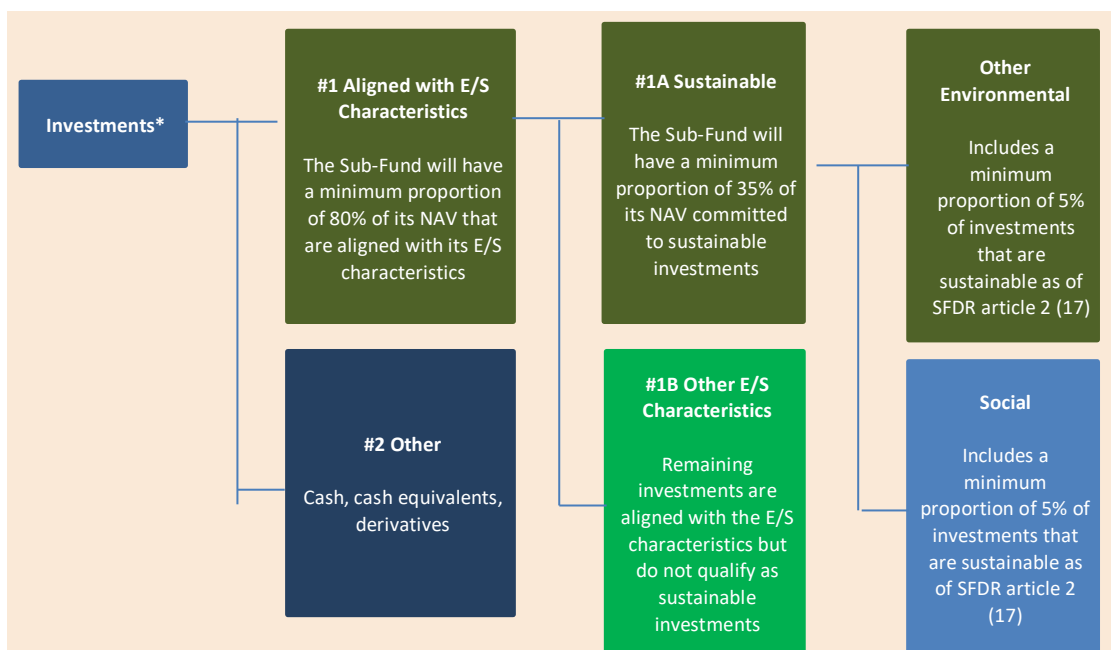 Investments*
#1 Aligned with E/S
Characteristics
The Sub-Fund will have
a minimum proportion
of 80% of its NAV that
are aligned with its E/S
characteristics
#2 Other
Cash, cash equivalents,
derivatives
#1A Sustainable
The Sub-Fund will
have a minimum
proportion of 35% of
its NAV committed
to sustainable
investments
#1B Other E/S
Characteristics
Remaining
investments are
aligned with the E/S
characteristics but
do not qualify as
sustainable
investments
Other
Environmental
Includes a
minimum
proportion of 5%
of investments
that are
sustainable as of
SFDR article 2 (17)
Social
Includes a
minimum
proportion of 5% of
investments that
are sustainable as
of SFDR article 2
(17)